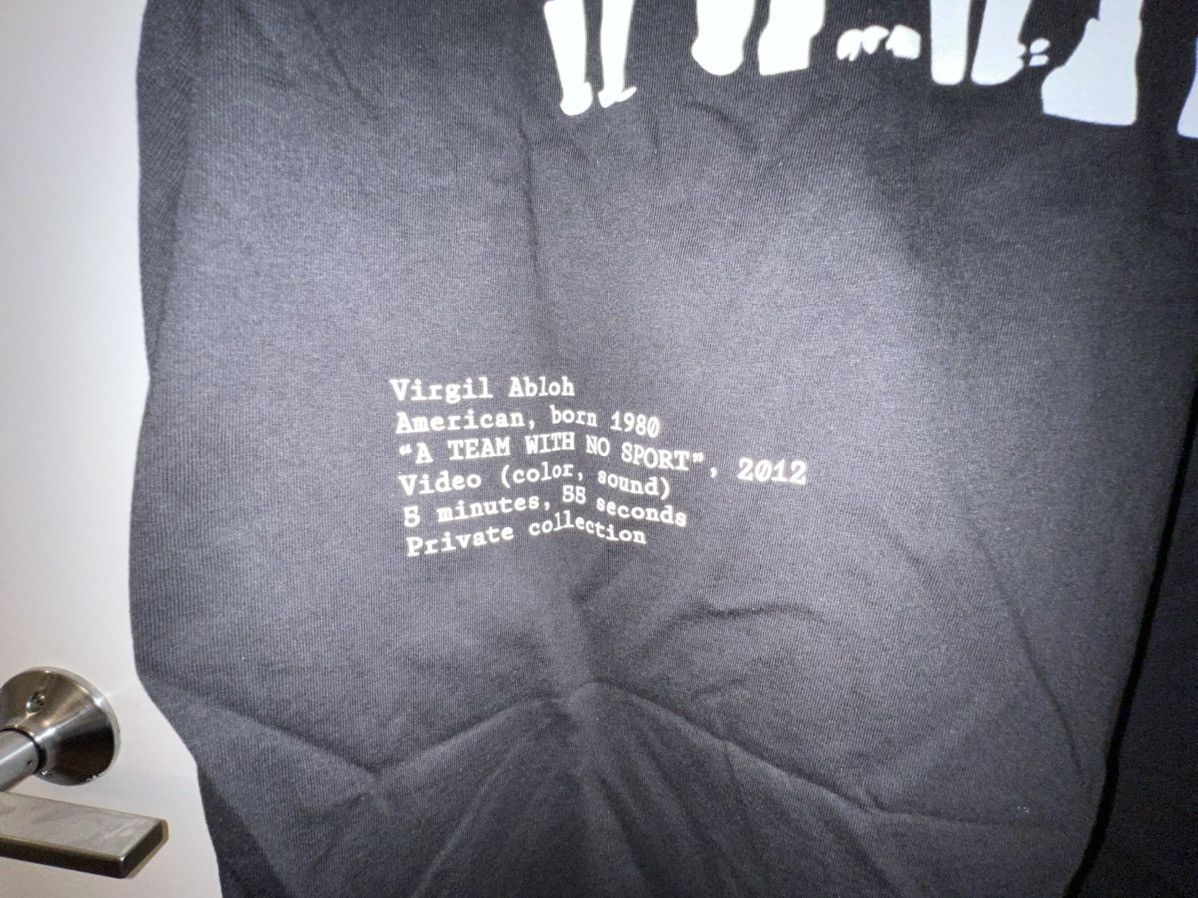 Virgil Abloh
American, born 1980
"A TEAM WITH NO SPORT", 2012
Video (color, sound)
5 minutes, 55 seconds
Private collection